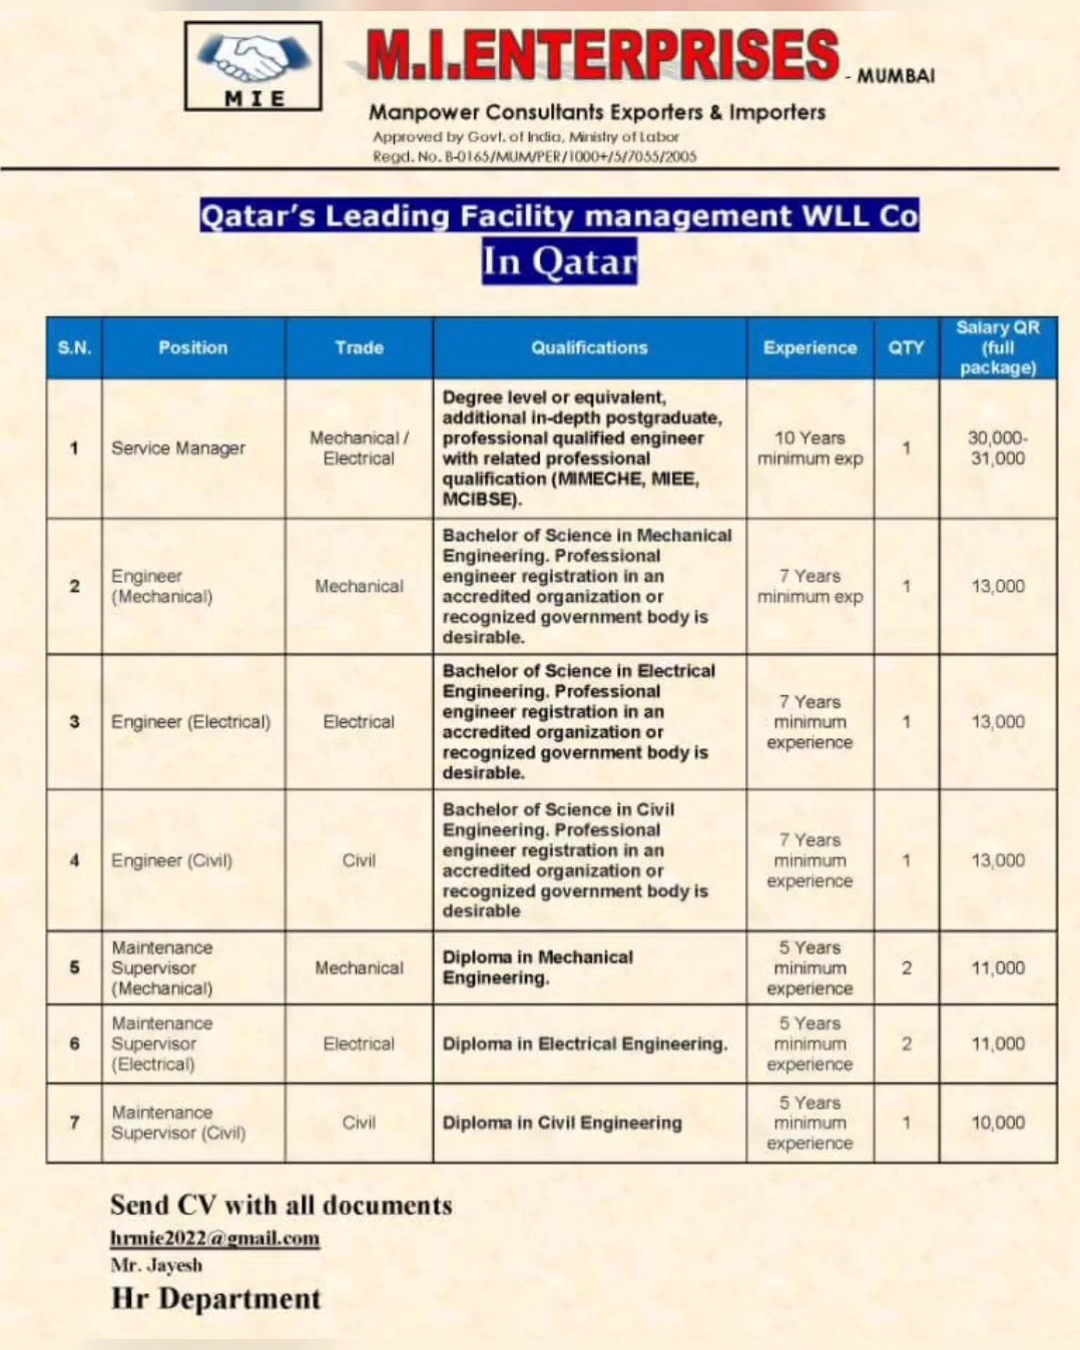 MIE
M.I.ENTERPRISES - MUMBAI
Manpower Consultants Exporters & Importers
Approved by Govt. of India, Ministry of Labor
Regd. No. B-0165/MUM/PER/1000+/5/7055/2005
Qatar's Leading Facility management WLL Co
In Qatar
S.N.
Position
Trade
Qualifications
Experience
QTY
Salary QR
(full
package)
1
Service Manager
Mechanical /
Electrical
Degree level or equivalent,
additional in-depth postgraduate,
professional qualified engineer
with related professional
qualification (MIMECHE, MIEE,
MCIBSE).
10 Years
minimum exp
1
30,000-
31,000
2
Engineer
(Mechanical)
Mechanical
Bachelor of Science in Mechanical
Engineering. Professional
engineer registration in an
accredited organization or
recognized government body is
desirable.
7 Years
minimum exp
1
13,000
3
Engineer (Electrical)
Electrical
Bachelor of Science in Electrical
Engineering. Professional
engineer registration in an
accredited organization or
recognized government body is
desirable.
7 Years
minimum
experience
1
13,000
4
Engineer (Civil)
Civil
Bachelor of Science in Civil
Engineering. Professional
engineer registration in an
accredited organization or
recognized government body is
desirable
7 Years
minimum
experience
1
13,000
5
Maintenance
Supervisor
(Mechanical)
Mechanical
Diploma in Mechanical
Engineering.
5 Years
minimum
experience
2
11,000
6
Maintenance
Supervisor
(Electrical)
Electrical
Diploma in Electrical Engineering.
5 Years
minimum
experience
2
11,000
7
Maintenance
Supervisor (Civil)
Civil
Diploma in Civil Engineering
5 Years
minimum
experience
1
10,000
Send CV with all documents
hrmie2022@gmail.com
Mr. Jayesh
Hr Department